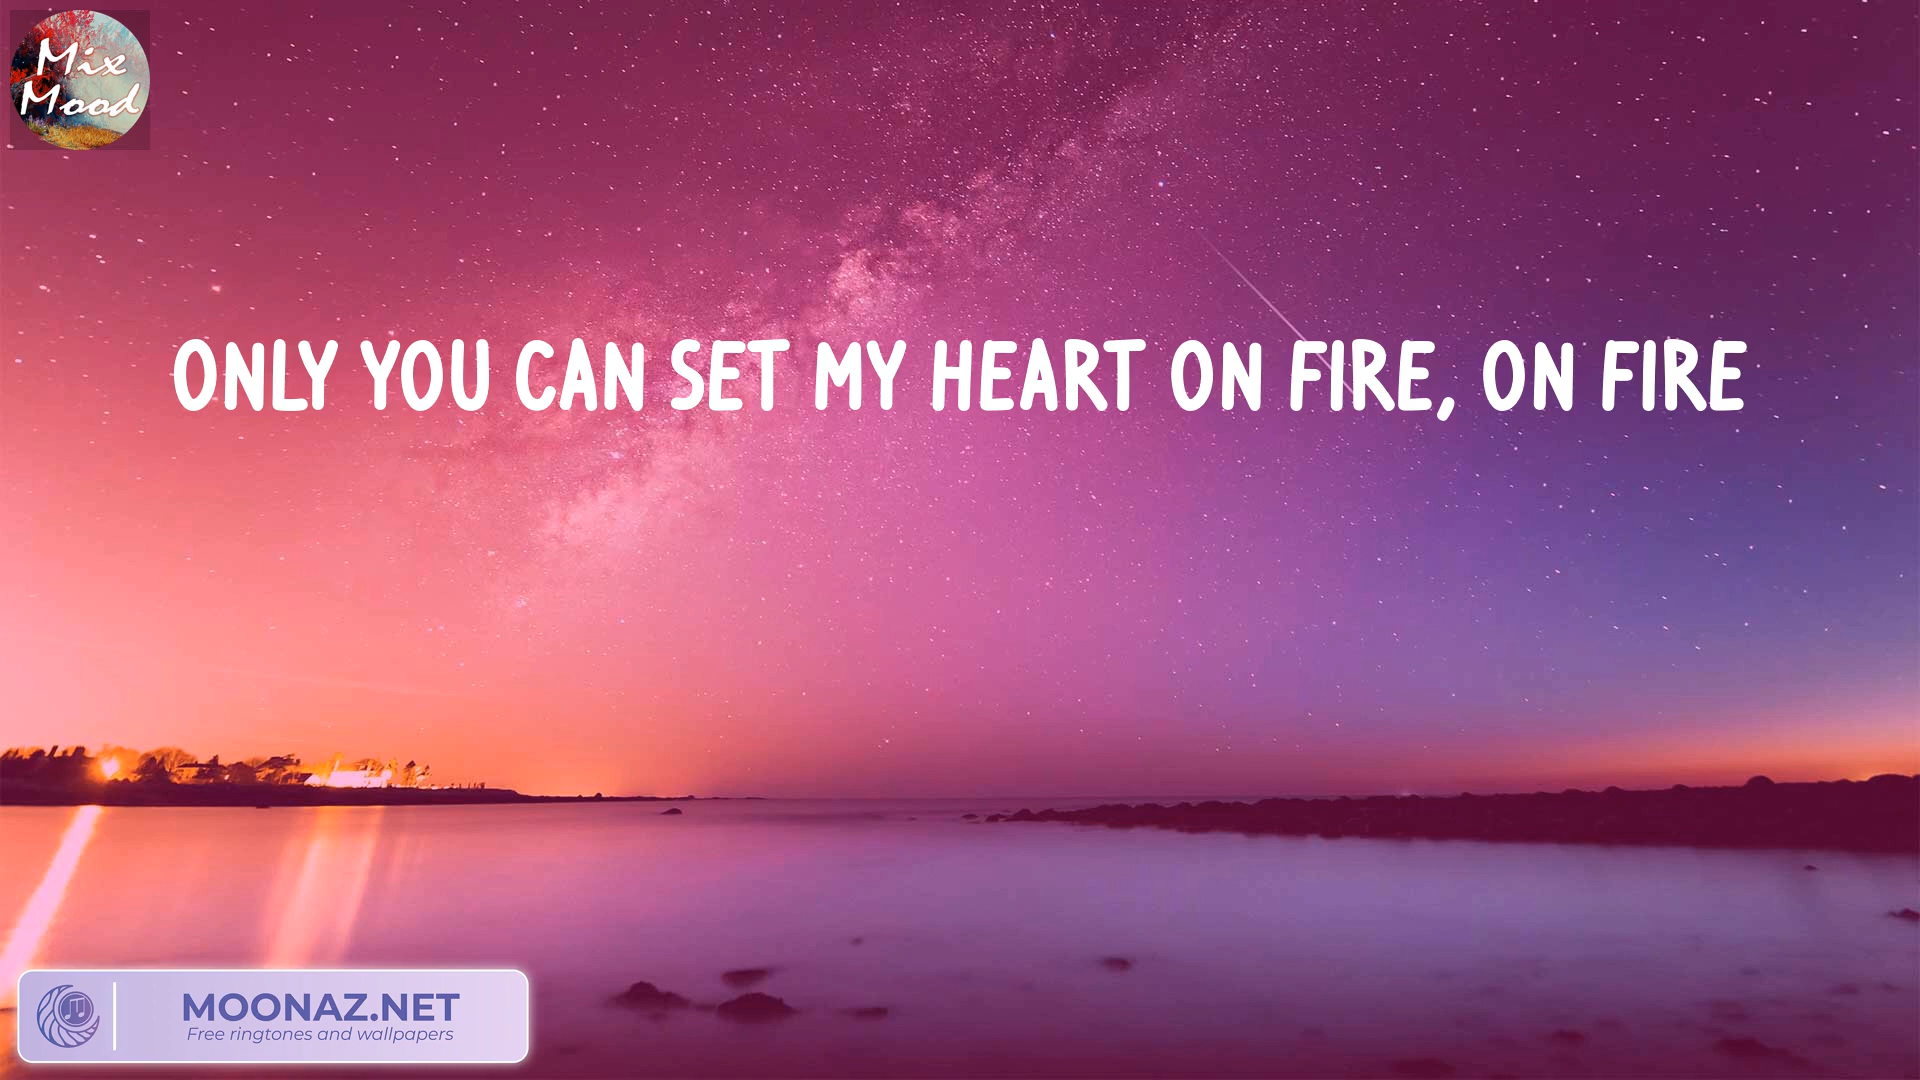 Mix
Mood
ONLY YOU CAN SET MY HEART ON FIRE, ON FIRE
MOONAZ.NET
Free ringtones and wallpapers